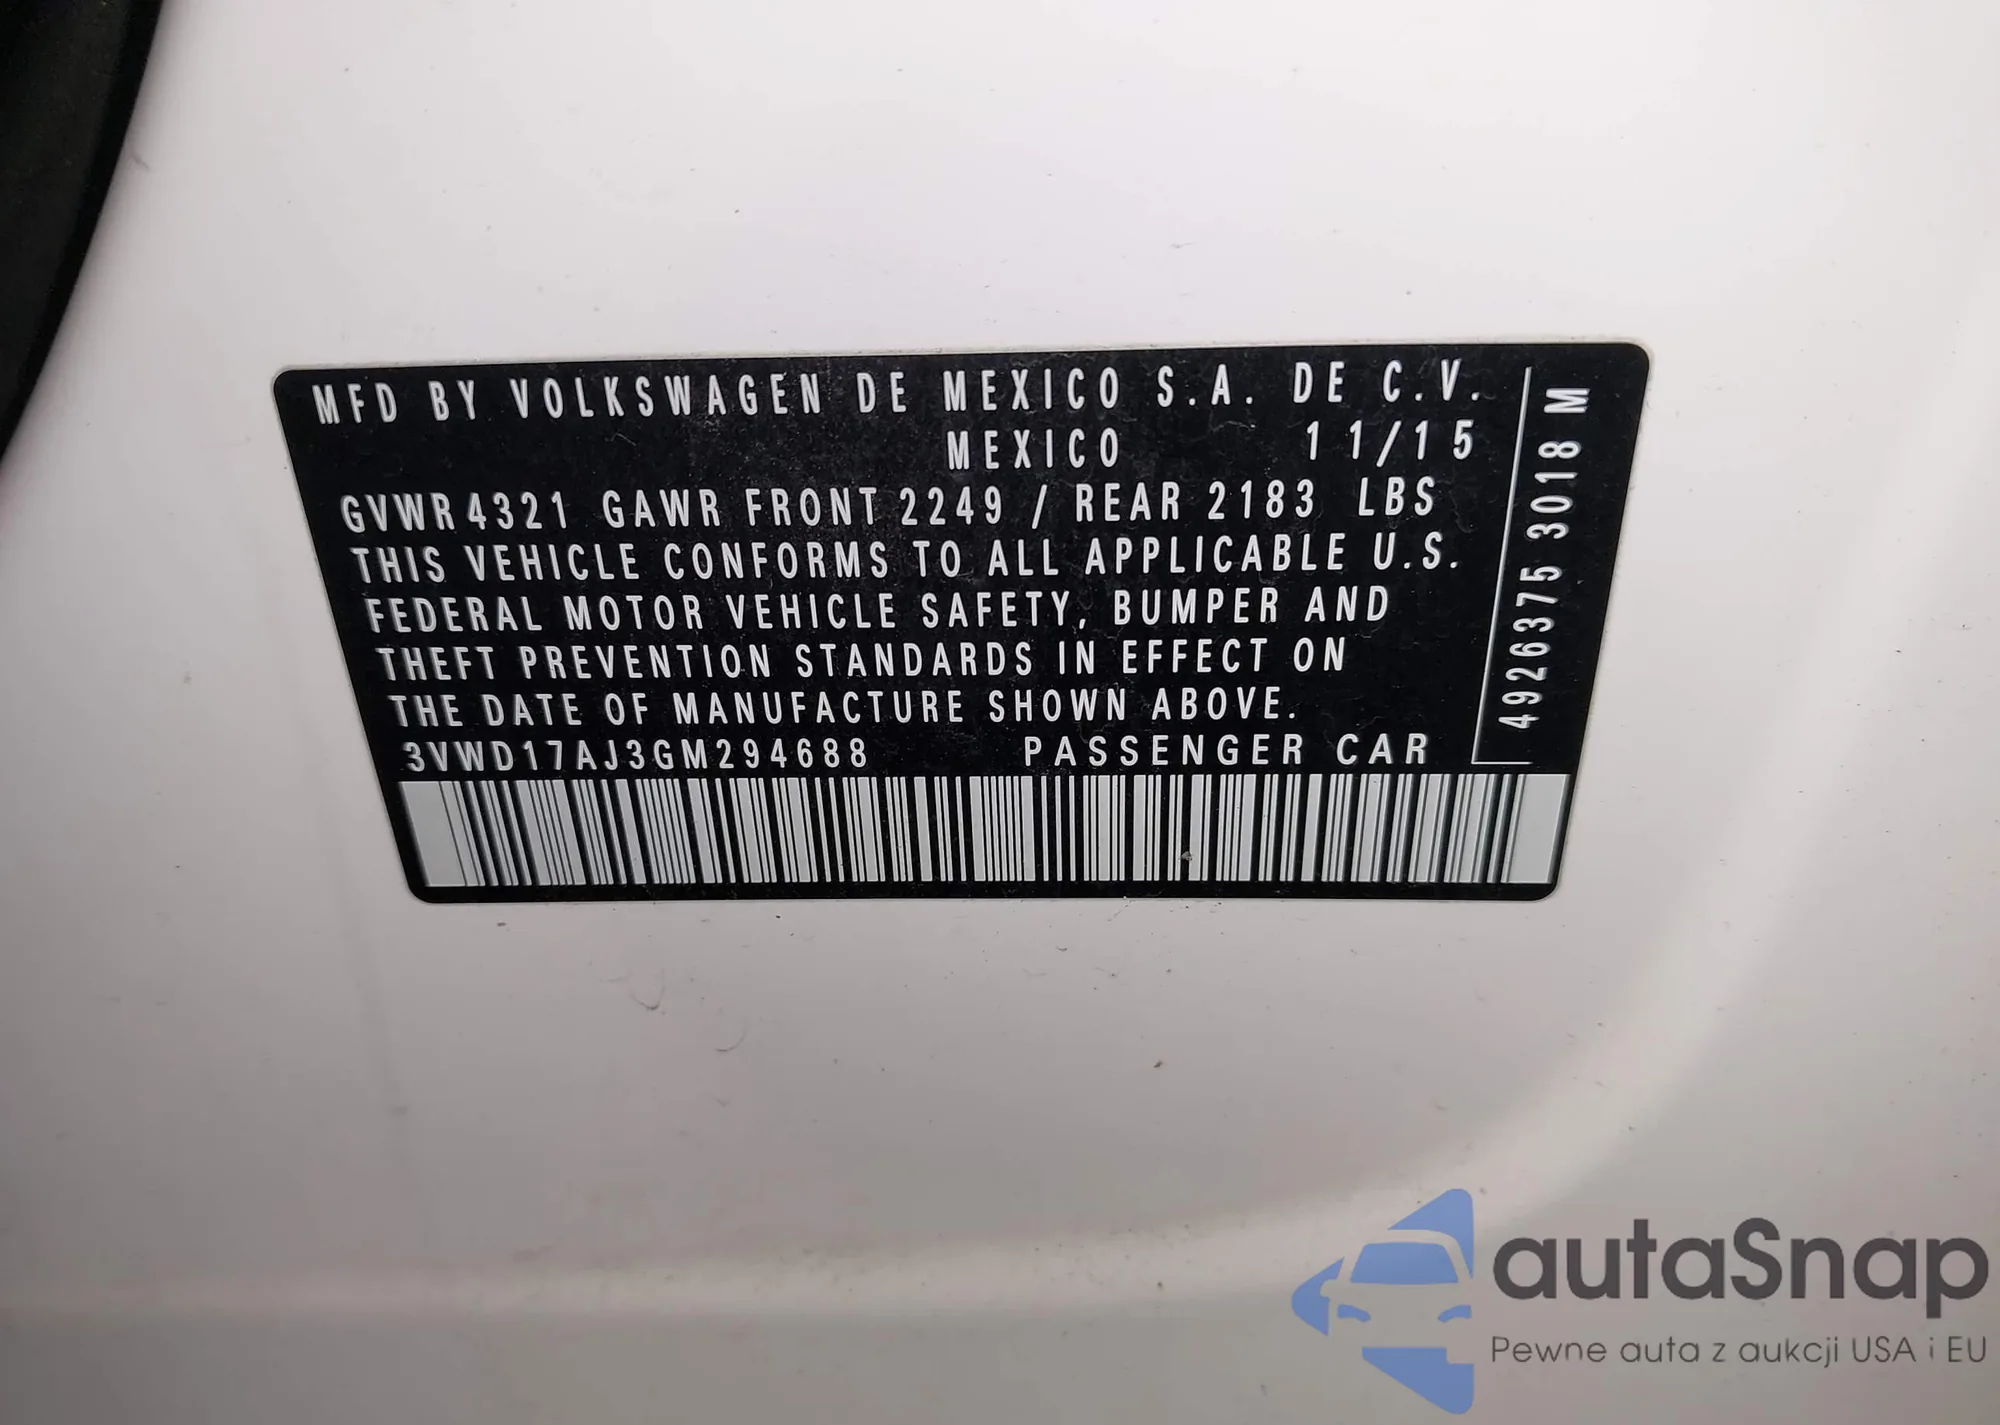 MFD BY VOLKSWAGEN DE MEXICO S.A. DE C.V.
MEXICO 11/15
GVWR 4321 GAWR FRONT 2249 / REAR 2183 LBS
THIS VEHICLE CONFORMS TO ALL APPLICABLE U.S.
FEDERAL MOTOR VEHICLE SAFETY, BUMPER AND
THEFT PREVENTION STANDARDS IN EFFECT ON
THE DATE OF MANUFACTURE SHOWN ABOVE.
3VWD17AJ3GM294688 PASSENGER CAR
4926375 3018 M
autaSnap
Pewne auta z aukcji USA i EU